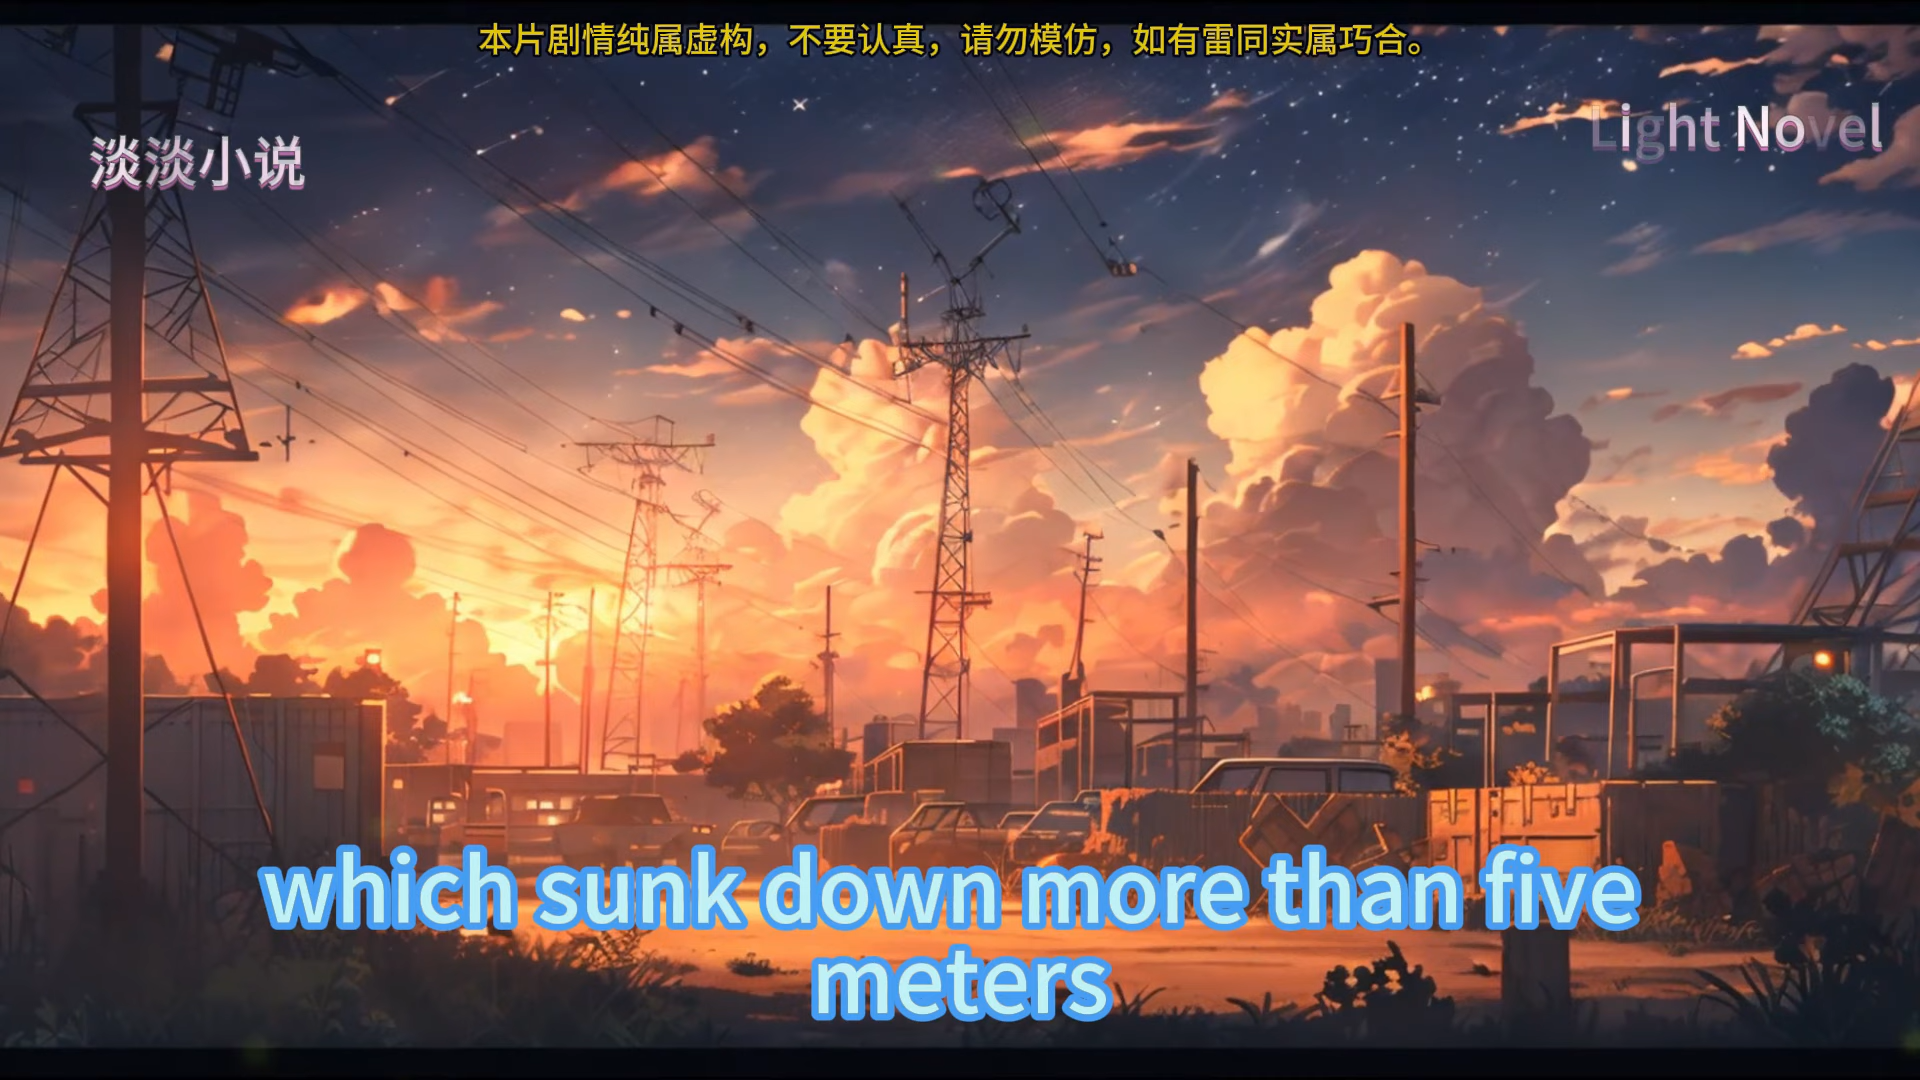 本片剧情纯属虚构，不要认真，请勿模仿，如有雷同实属巧合。
淡淡小说
Light Novel
which sunk down more than five
meters